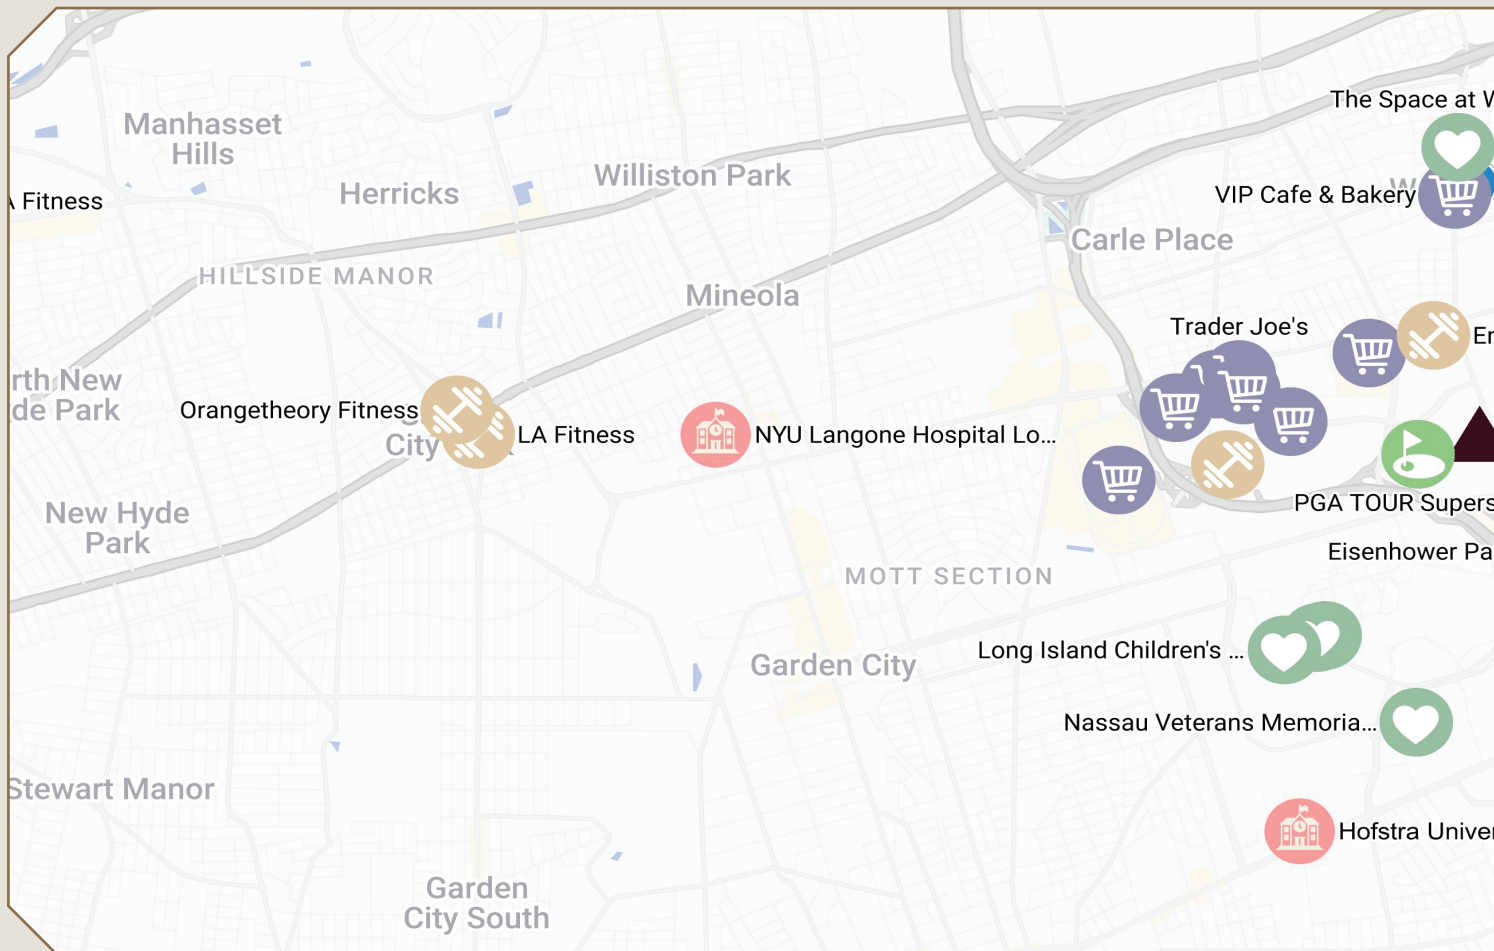 The Space at W
Manhasset
Hills
Williston Park
Herricks
VIP Cafe & Bakery
W
A Fitness
Carle Place
HILLSIDE MANOR
Mineola
Trader Joe's
En
rth New
de Park
Orangetheory Fitness
City
LA Fitness
NYU Langone Hospital Lo...
PGA TOUR Supers
New Hyde
Park
Eisenhower Pa
MOTT SECTION
Long Island Children's ...
Garden City
Nassau Veterans Memoria...
Stewart Manor
Hofstra Univer
Garden
City South